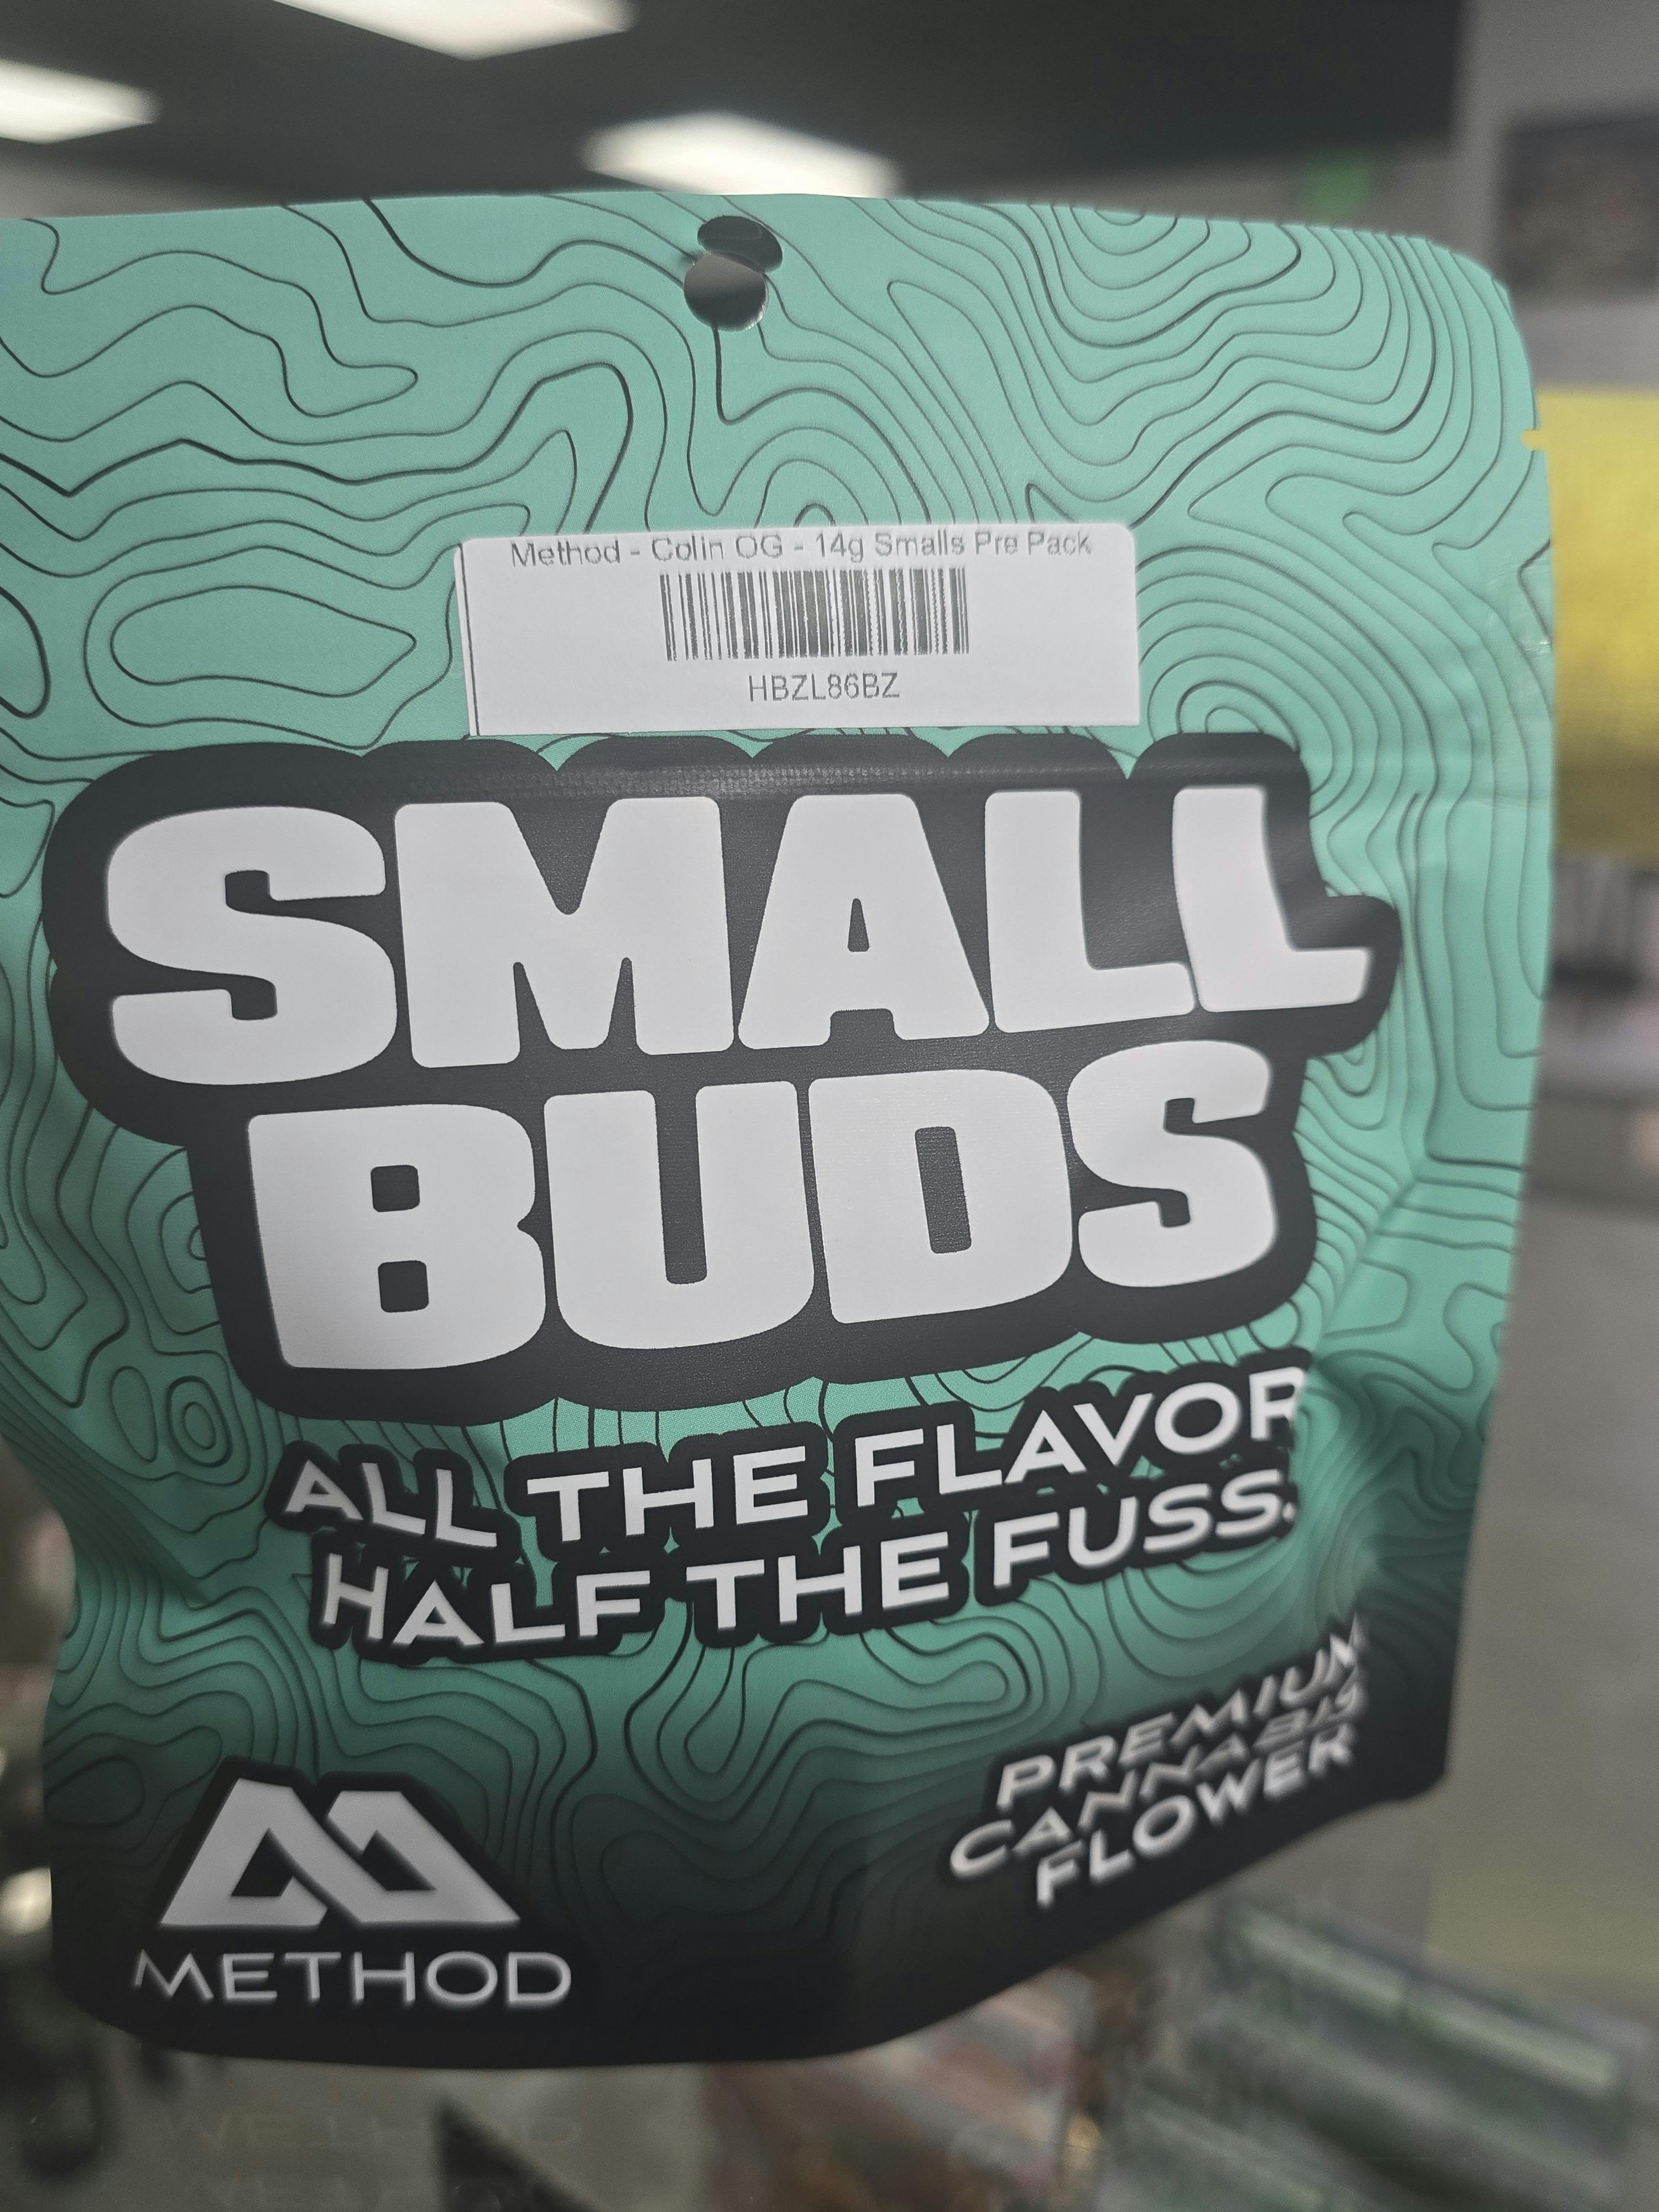 Method - Colin OG - 14g Smalls Pre Pack
HBZL86BZ
SMALL
BUDS
ALL THE FLAVOR
HALF THE FUSS.
PREMIUM
CANNABIS
FLOWER
METHOD